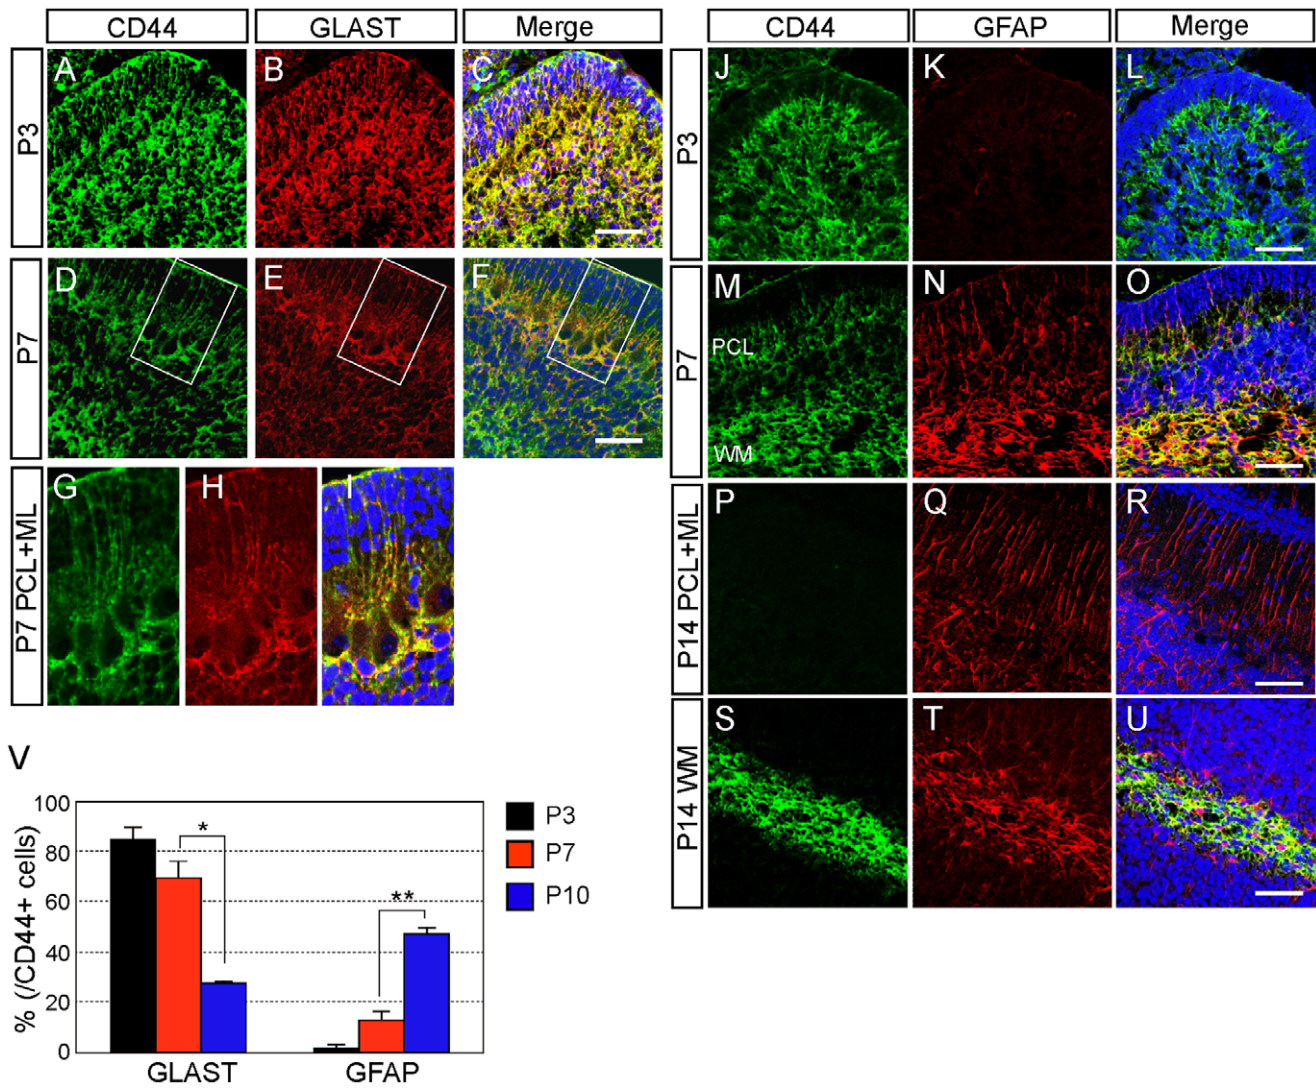 CD44 GLAST Merge
P3
A B C
P7
D E F
P7 PCL+ML
G H I
CD44 GFAP Merge
P3
J K L
P7
M N O
PCL
WM
P14 PCL+ML
P Q R
P14 WM
S T U
V
% (/CD44+ cells)
100
80
60
40
20
0
* **
GLAST GFAP
P3
P7
P10